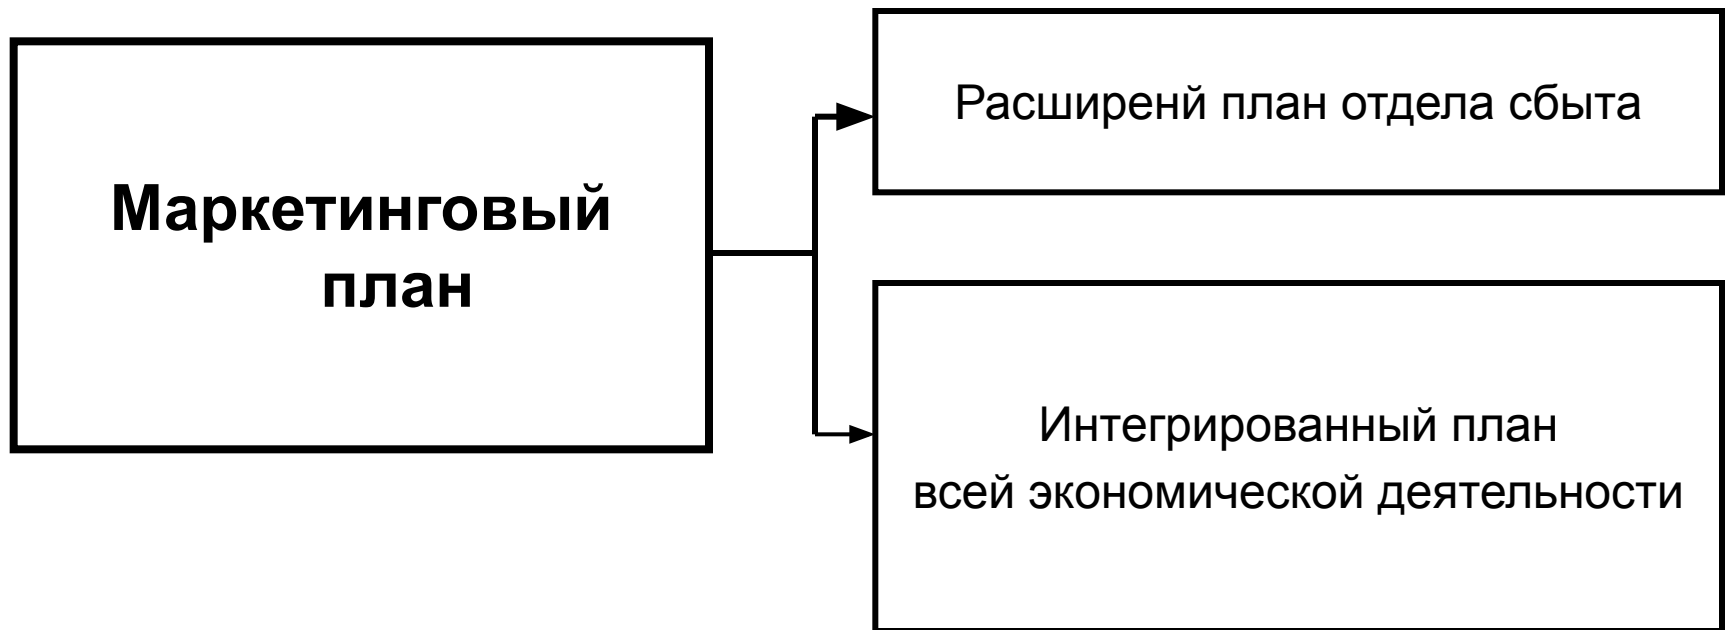 Маркетинговый
план
Расширенй план отдела сбыта
Интегрированный план
всей экономической деятельности